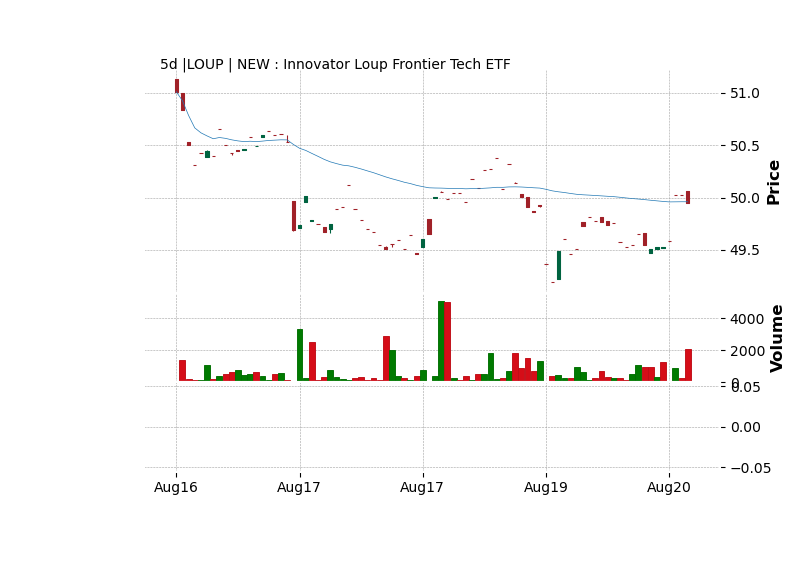 5d |LOUP | NEW : Innovator Loup Frontier Tech ETF
51.0
50.5
50.0
49.5
Price
4000
2000
0
Volume
0.05
0.00
−0.05
Aug16 Aug17 Aug17 Aug19 Aug20